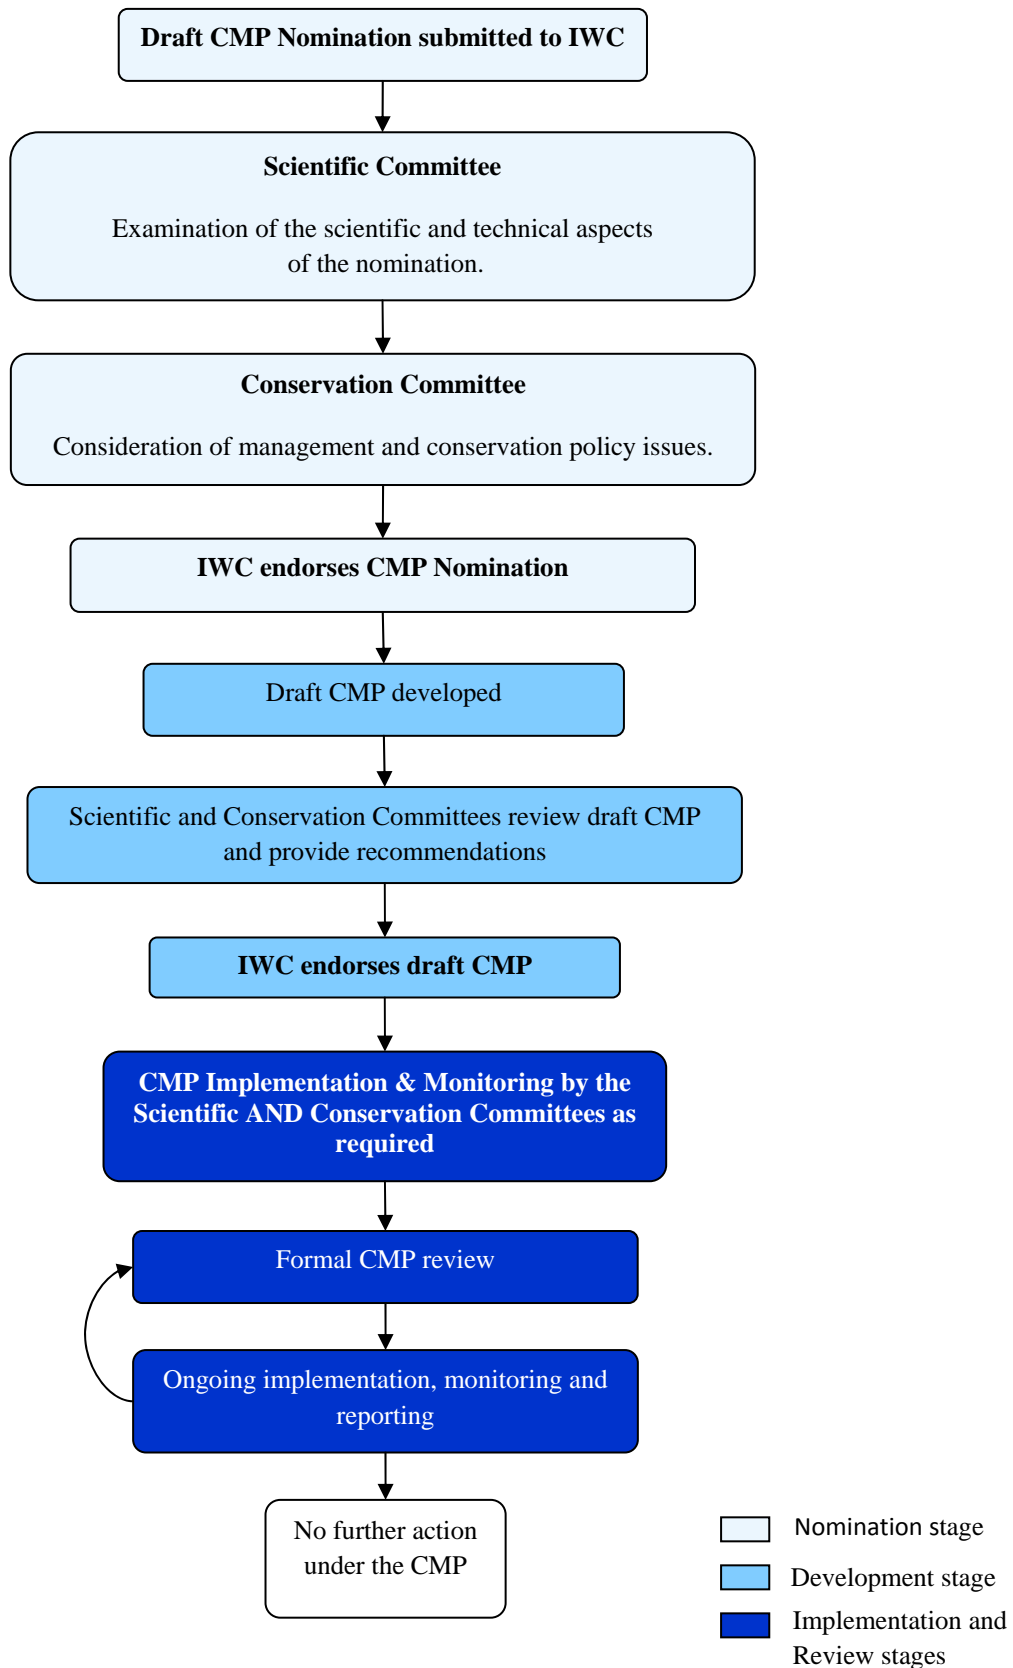 Draft CMP Nomination submitted to IWC
Scientific Committee
Examination of the scientific and technical aspects
of the nomination.
Conservation Committee
Consideration of management and conservation policy issues.
IWC endorses CMP Nomination
Draft CMP developed
Scientific and Conservation Committees review draft CMP
and provide recommendations
IWC endorses draft CMP
CMP Implementation & Monitoring by the
Scientific AND Conservation Committees as
required
Formal CMP review
Ongoing implementation, monitoring and
reporting
No further action
under the CMP
Nomination stage
Development stage
Implementation and
Review stages